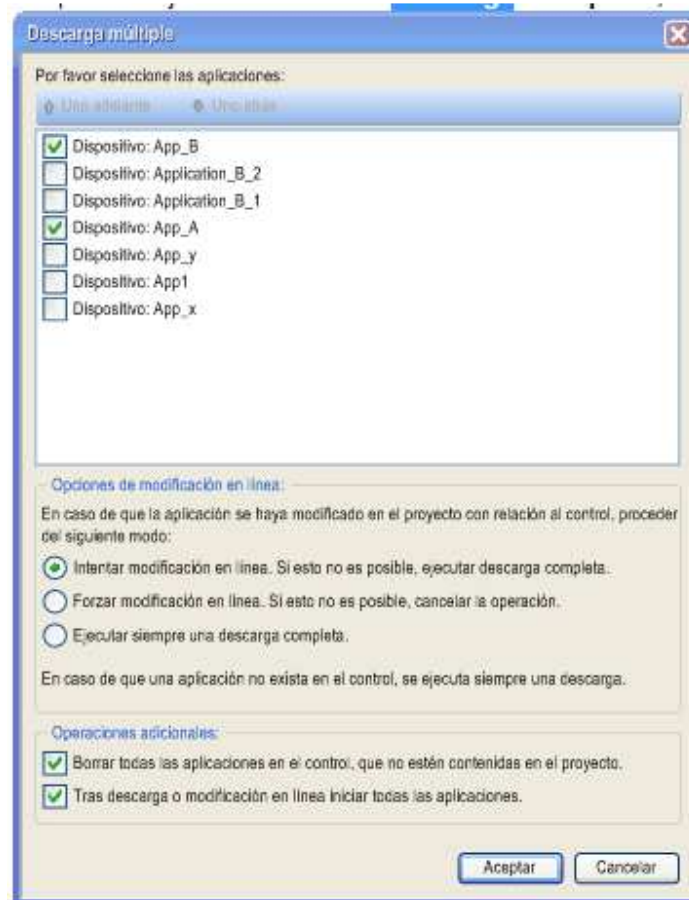 Descarga múltiple
Por favor seleccione las aplicaciones:
Uno adelante Uno atrás
Dispositivo: App_B
Dispositivo: Application_B_2
Dispositivo: Application_B_1
Dispositivo: App_A
Dispositivo: App_y
Dispositivo: App1
Dispositivo: App_x
Opciones de modificación en línea:
En caso de que la aplicación se haya modificado en el proyecto con relación al control, proceder
del siguiente modo:
Intentar modificación en línea. Si esto no es posible, ejecutar descarga completa.
Forzar modificación en línea. Si esto no es posible, cancelar la operación.
Ejecutar siempre una descarga completa.
En caso de que una aplicación no exista en el control, se ejecuta siempre una descarga.
Operaciones adicionales:
Borrar todas las aplicaciones en el control, que no estén contenidas en el proyecto.
Tras descarga o modificación en línea iniciar todas las aplicaciones.
Aceptar Cancelar